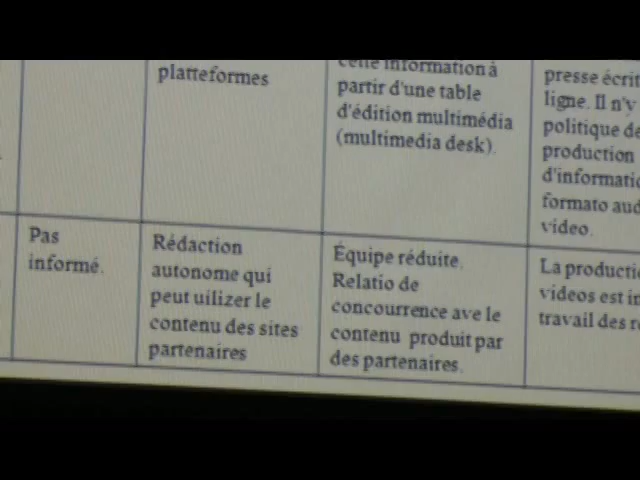 platteformes
cette information à
partir d'une table
d'édition multimédia
(multimedia desk).
presse écrit
ligne. Il n'y
politique de
production
d'informatio
formato aud
video.
Pas
informé.
Rédaction
autonome qui
peut uilizer le
contenu des sites
partenaires
Équipe réduite.
Relatio de
concourrence ave le
contenu produit par
des partenaires.
La productio
videos est in
travail des re